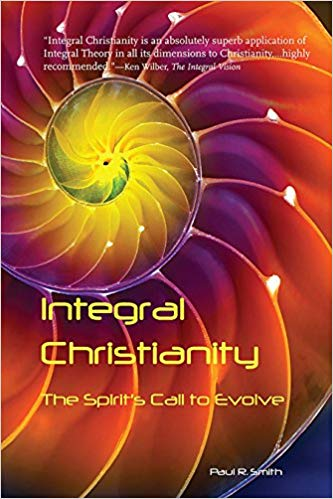 "Integral Christianity is an absolutely superb application of
Integral Theory in all its dimensions to Christianity... highly
recommended."—Ken Wilber, The Integral Vision
Integral
Christianity
The Spirit's Call to Evolve
Paul R. Smith